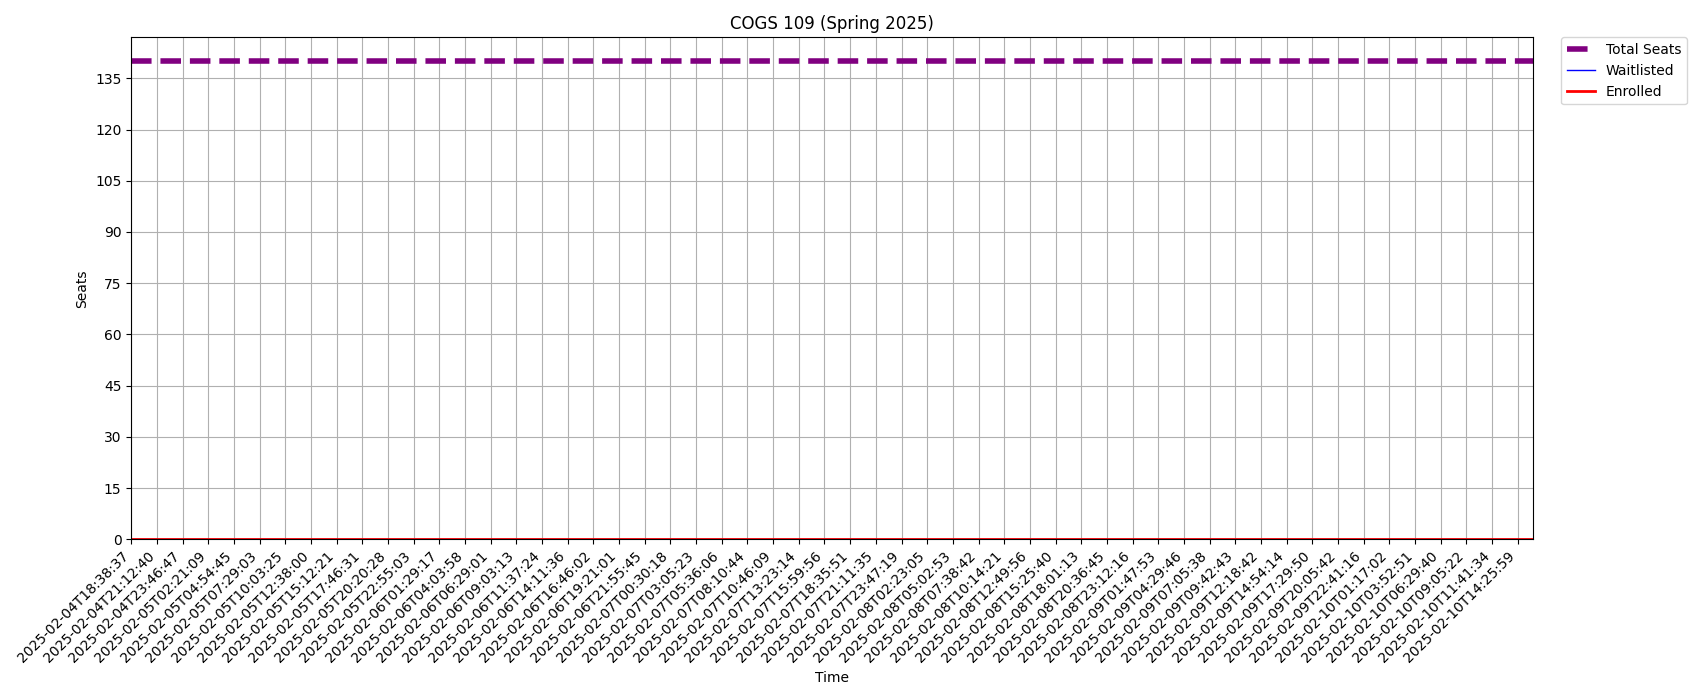 COGS 109 (Spring 2025)
Total Seats
Waitlisted
Enrolled
Seats
135
120
105
90
75
60
45
30
15
0
2025-02-04T18:38:37
2025-02-04T21:12:40
2025-02-04T23:46:47
2025-02-05T02:21:09
2025-02-05T04:54:45
2025-02-05T07:29:03
2025-02-05T10:03:25
2025-02-05T12:38:00
2025-02-05T15:12:21
2025-02-05T17:46:31
2025-02-05T20:20:28
2025-02-05T22:55:03
2025-02-06T01:29:17
2025-02-06T04:03:58
2025-02-06T06:29:01
2025-02-06T09:03:13
2025-02-06T11:37:24
2025-02-06T14:11:36
2025-02-06T16:46:02
2025-02-06T19:21:01
2025-02-06T21:55:45
2025-02-07T00:30:18
2025-02-07T03:05:23
2025-02-07T05:36:06
2025-02-07T08:10:44
2025-02-07T10:46:09
2025-02-07T13:23:14
2025-02-07T15:59:56
2025-02-07T18:35:51
2025-02-07T21:11:35
2025-02-07T23:47:19
2025-02-08T02:23:05
2025-02-08T05:02:53
2025-02-08T07:38:42
2025-02-08T10:14:21
2025-02-08T12:49:56
2025-02-08T15:25:40
2025-02-08T18:01:13
2025-02-08T20:36:45
2025-02-08T23:12:16
2025-02-09T01:47:53
2025-02-09T04:29:46
2025-02-09T07:05:38
2025-02-09T09:42:43
2025-02-09T12:18:42
2025-02-09T14:54:14
2025-02-09T17:29:50
2025-02-09T20:05:42
2025-02-09T22:41:16
2025-02-10T01:17:02
2025-02-10T03:52:51
2025-02-10T06:29:40
2025-02-10T09:05:22
2025-02-10T11:41:34
2025-02-10T14:25:59
Time